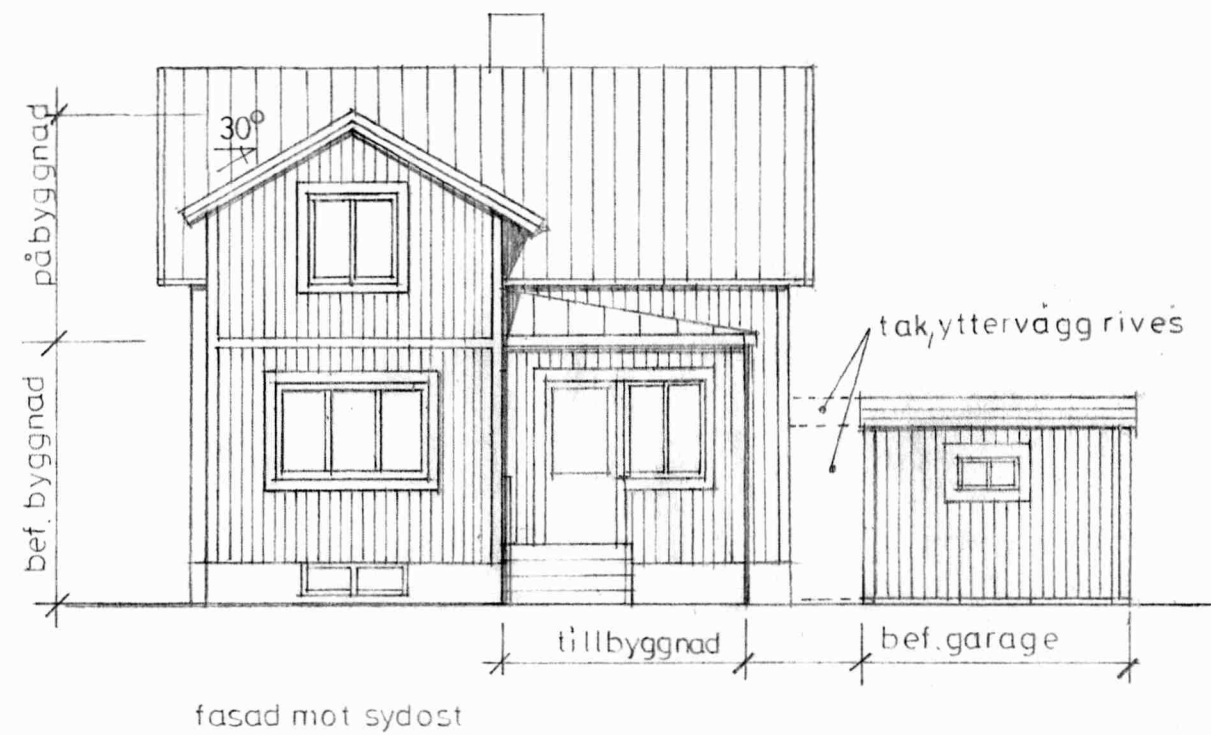 30°
påbyggnad
tak,yttervägg rives
bef. byggnad
tillbyggnad
bef. garage
fasad mot sydost